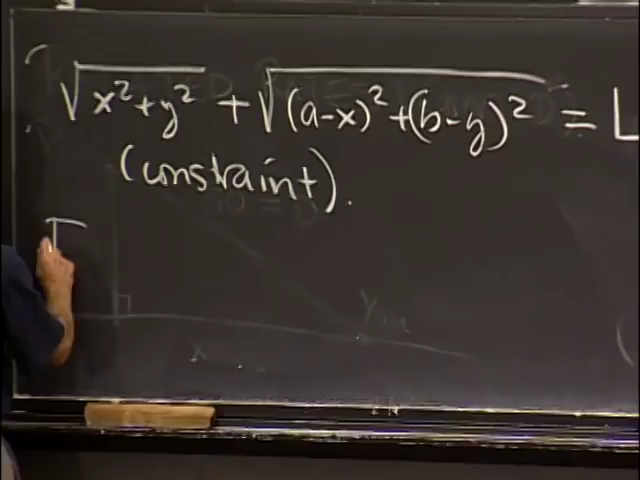 √x²+y² + √(a-x)²+(b-y)² = L
(constraint).